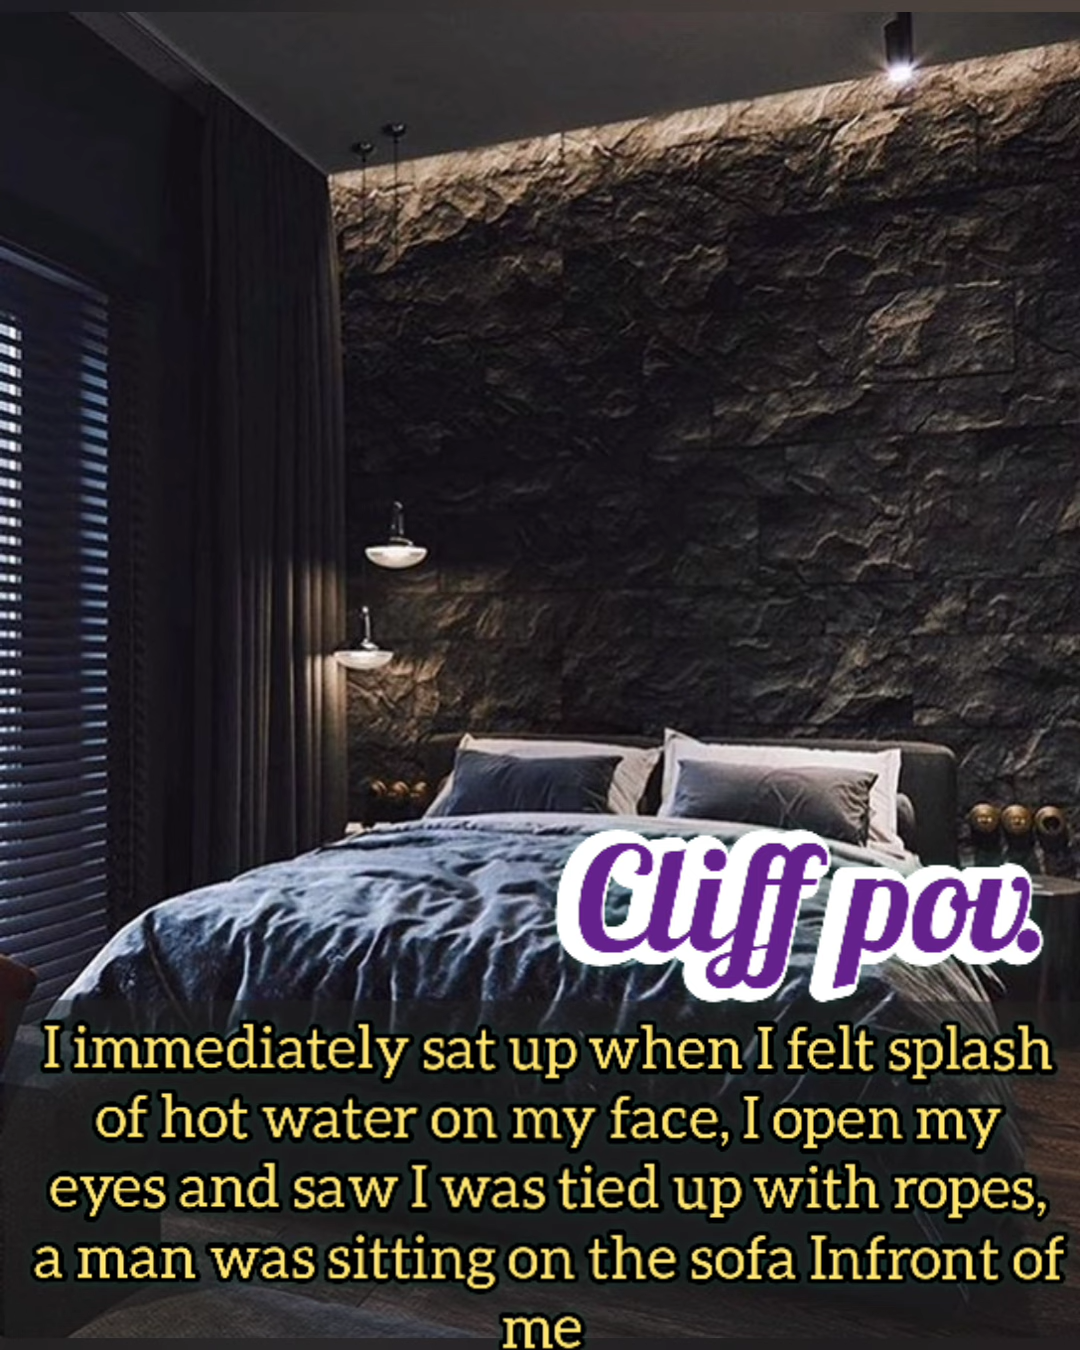 Cliff pov.
I immediately sat up when I felt splash
of hot water on my face, I open my
eyes and saw I was tied up with ropes,
a man was sitting on the sofa Infront of
me